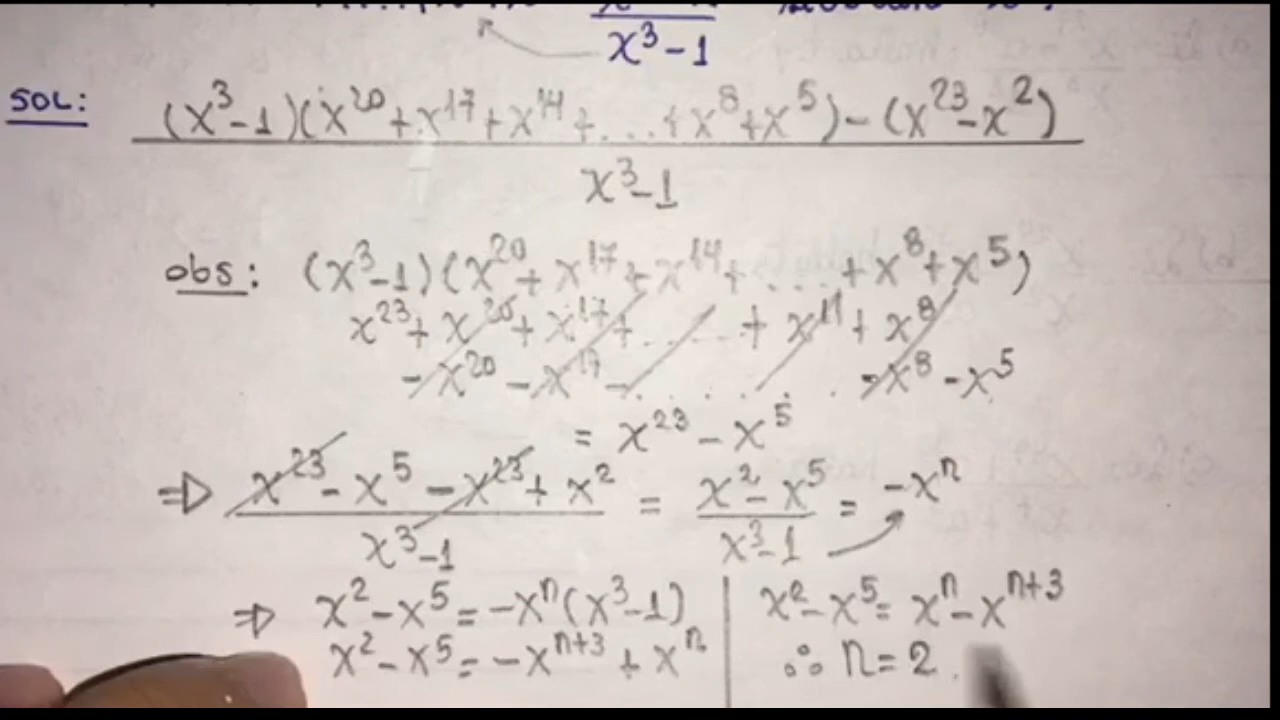 x³-1
SOL: (x³-1)(x²⁰+x¹⁷+x¹⁴+....+x⁸+x⁵)-(x²³-x²)
x³-1
obs: (x³-1)(x²⁰+x¹⁷+x¹⁴+.....+x⁸+x⁵)
x²³+x²⁰+x¹⁷+......+x¹¹+x⁸
-x²⁰-x¹⁷-......-x⁸-x⁵
= x²³-x⁵
⇒ x²³-x⁵-x²³+x² = x²-x⁵ = -xⁿ
x³-1 x³-1
⇒ x²-x⁵=-xⁿ(x³-1) | x²-x⁵=xⁿ-xⁿ⁺³
x²-x⁵=-xⁿ⁺³+xⁿ | ∴ n=2